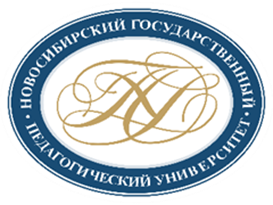 НОВОСИБИРСКИЙ ГОСУДАРСТВЕННЫЙ
ПЕДАГОГИЧЕСКИЙ УНИВЕРСИТЕТ